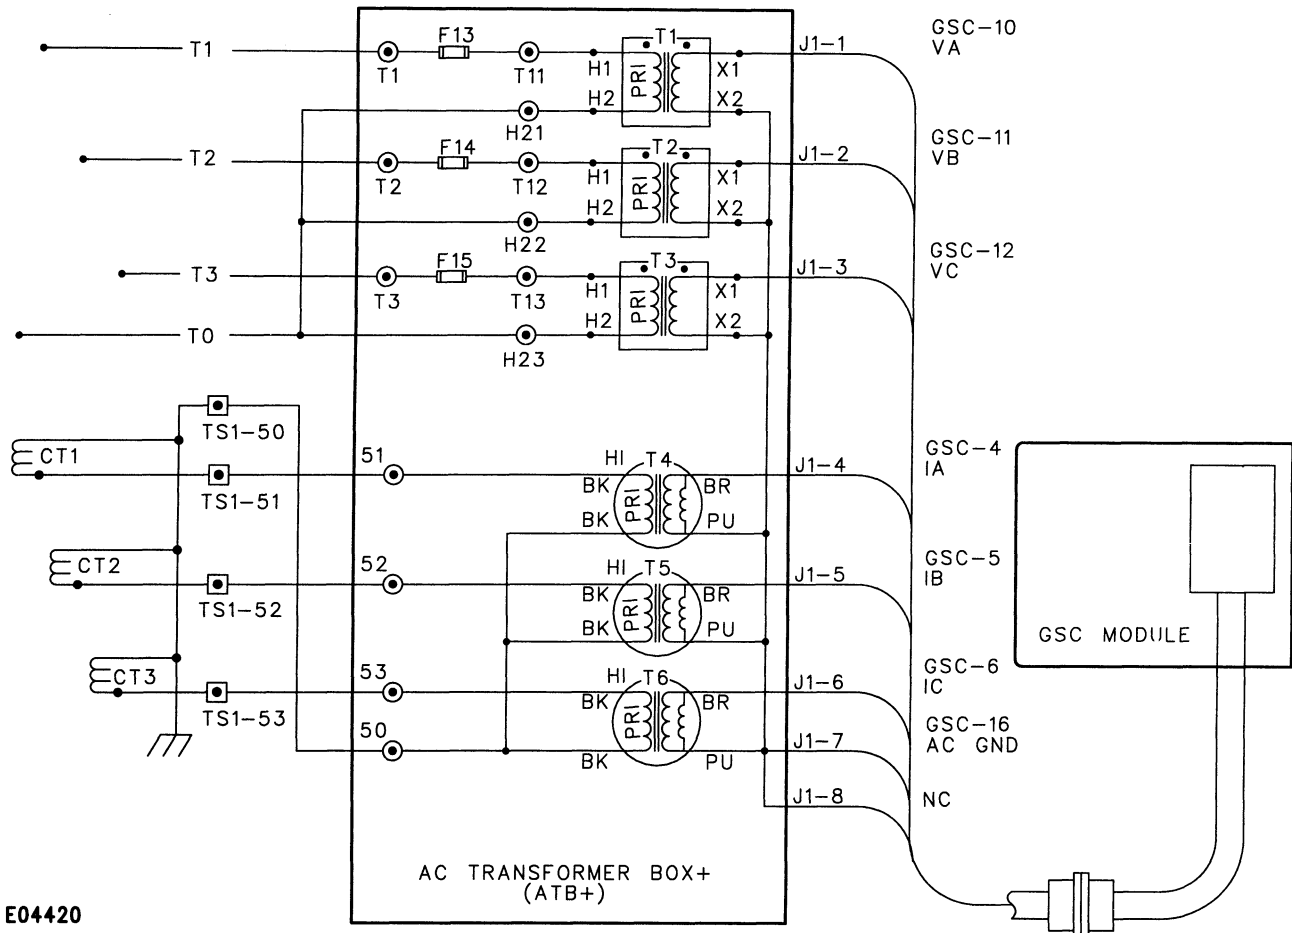 GSC-10
VA
T1
T1
F13
T11
H1
H2
PRI
T1
X1
X2
J1-1
H21
GSC-11
VB
T2
T2
F14
T12
H1
H2
PRI
T2
X1
X2
J1-2
H22
GSC-12
VC
T3
T3
F15
T13
H1
H2
PRI
T3
X1
X2
J1-3
T0
H23
TS1-50
CT1
TS1-51
51
HI
T4
BK
BK
PRI
BR
PU
J1-4
GSC-4
IA
CT2
TS1-52
52
HI
T5
BK
BK
PRI
BR
PU
J1-5
GSC-5
IB
GSC MODULE
CT3
TS1-53
53
HI
T6
BK
BK
PRI
BR
PU
J1-6
GSC-6
IC
50
J1-7
GSC-16
AC GND
J1-8
NC
AC TRANSFORMER BOX+
(ATB+)
E04420